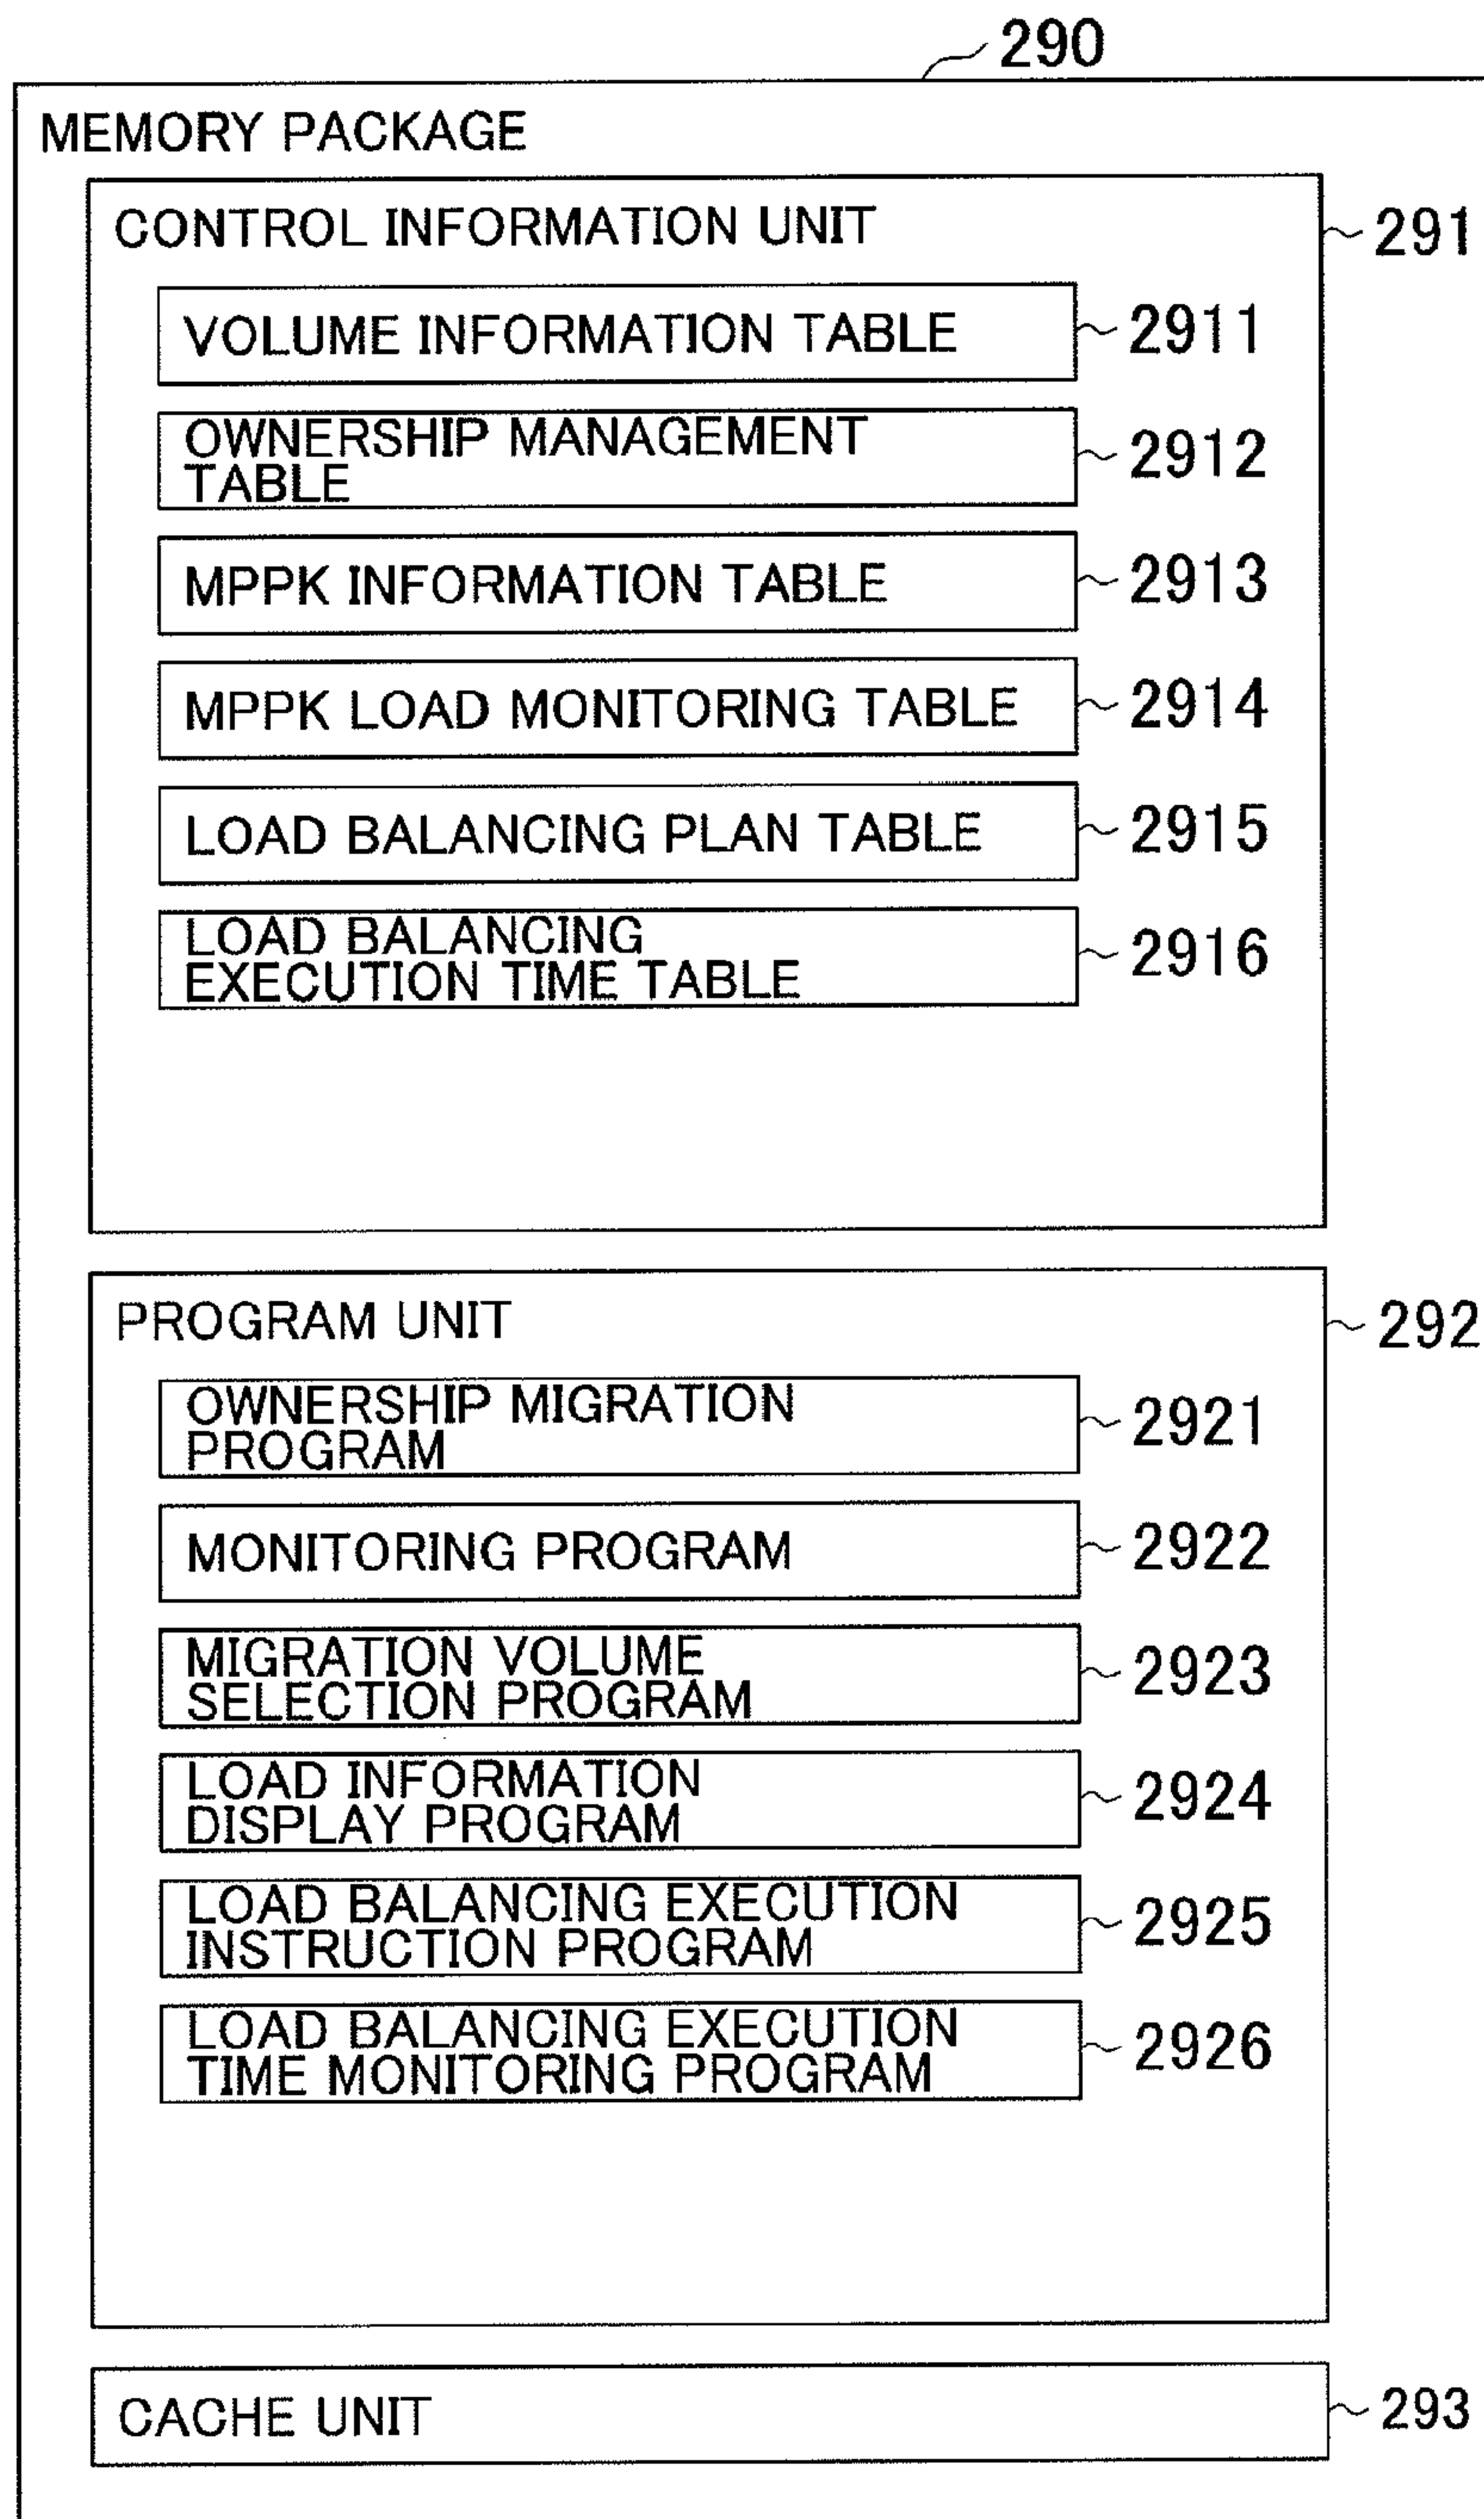 290
MEMORY PACKAGE
CONTROL INFORMATION UNIT
291
VOLUME INFORMATION TABLE
2911
OWNERSHIP MANAGEMENT
TABLE
2912
MPPK INFORMATION TABLE
2913
MPPK LOAD MONITORING TABLE
2914
LOAD BALANCING PLAN TABLE
2915
LOAD BALANCING
EXECUTION TIME TABLE
2916
PROGRAM UNIT
292
OWNERSHIP MIGRATION
PROGRAM
2921
MONITORING PROGRAM
2922
MIGRATION VOLUME
SELECTION PROGRAM
2923
LOAD INFORMATION
DISPLAY PROGRAM
2924
LOAD BALANCING EXECUTION
INSTRUCTION PROGRAM
2925
LOAD BALANCING EXECUTION
TIME MONITORING PROGRAM
2926
CACHE UNIT
293